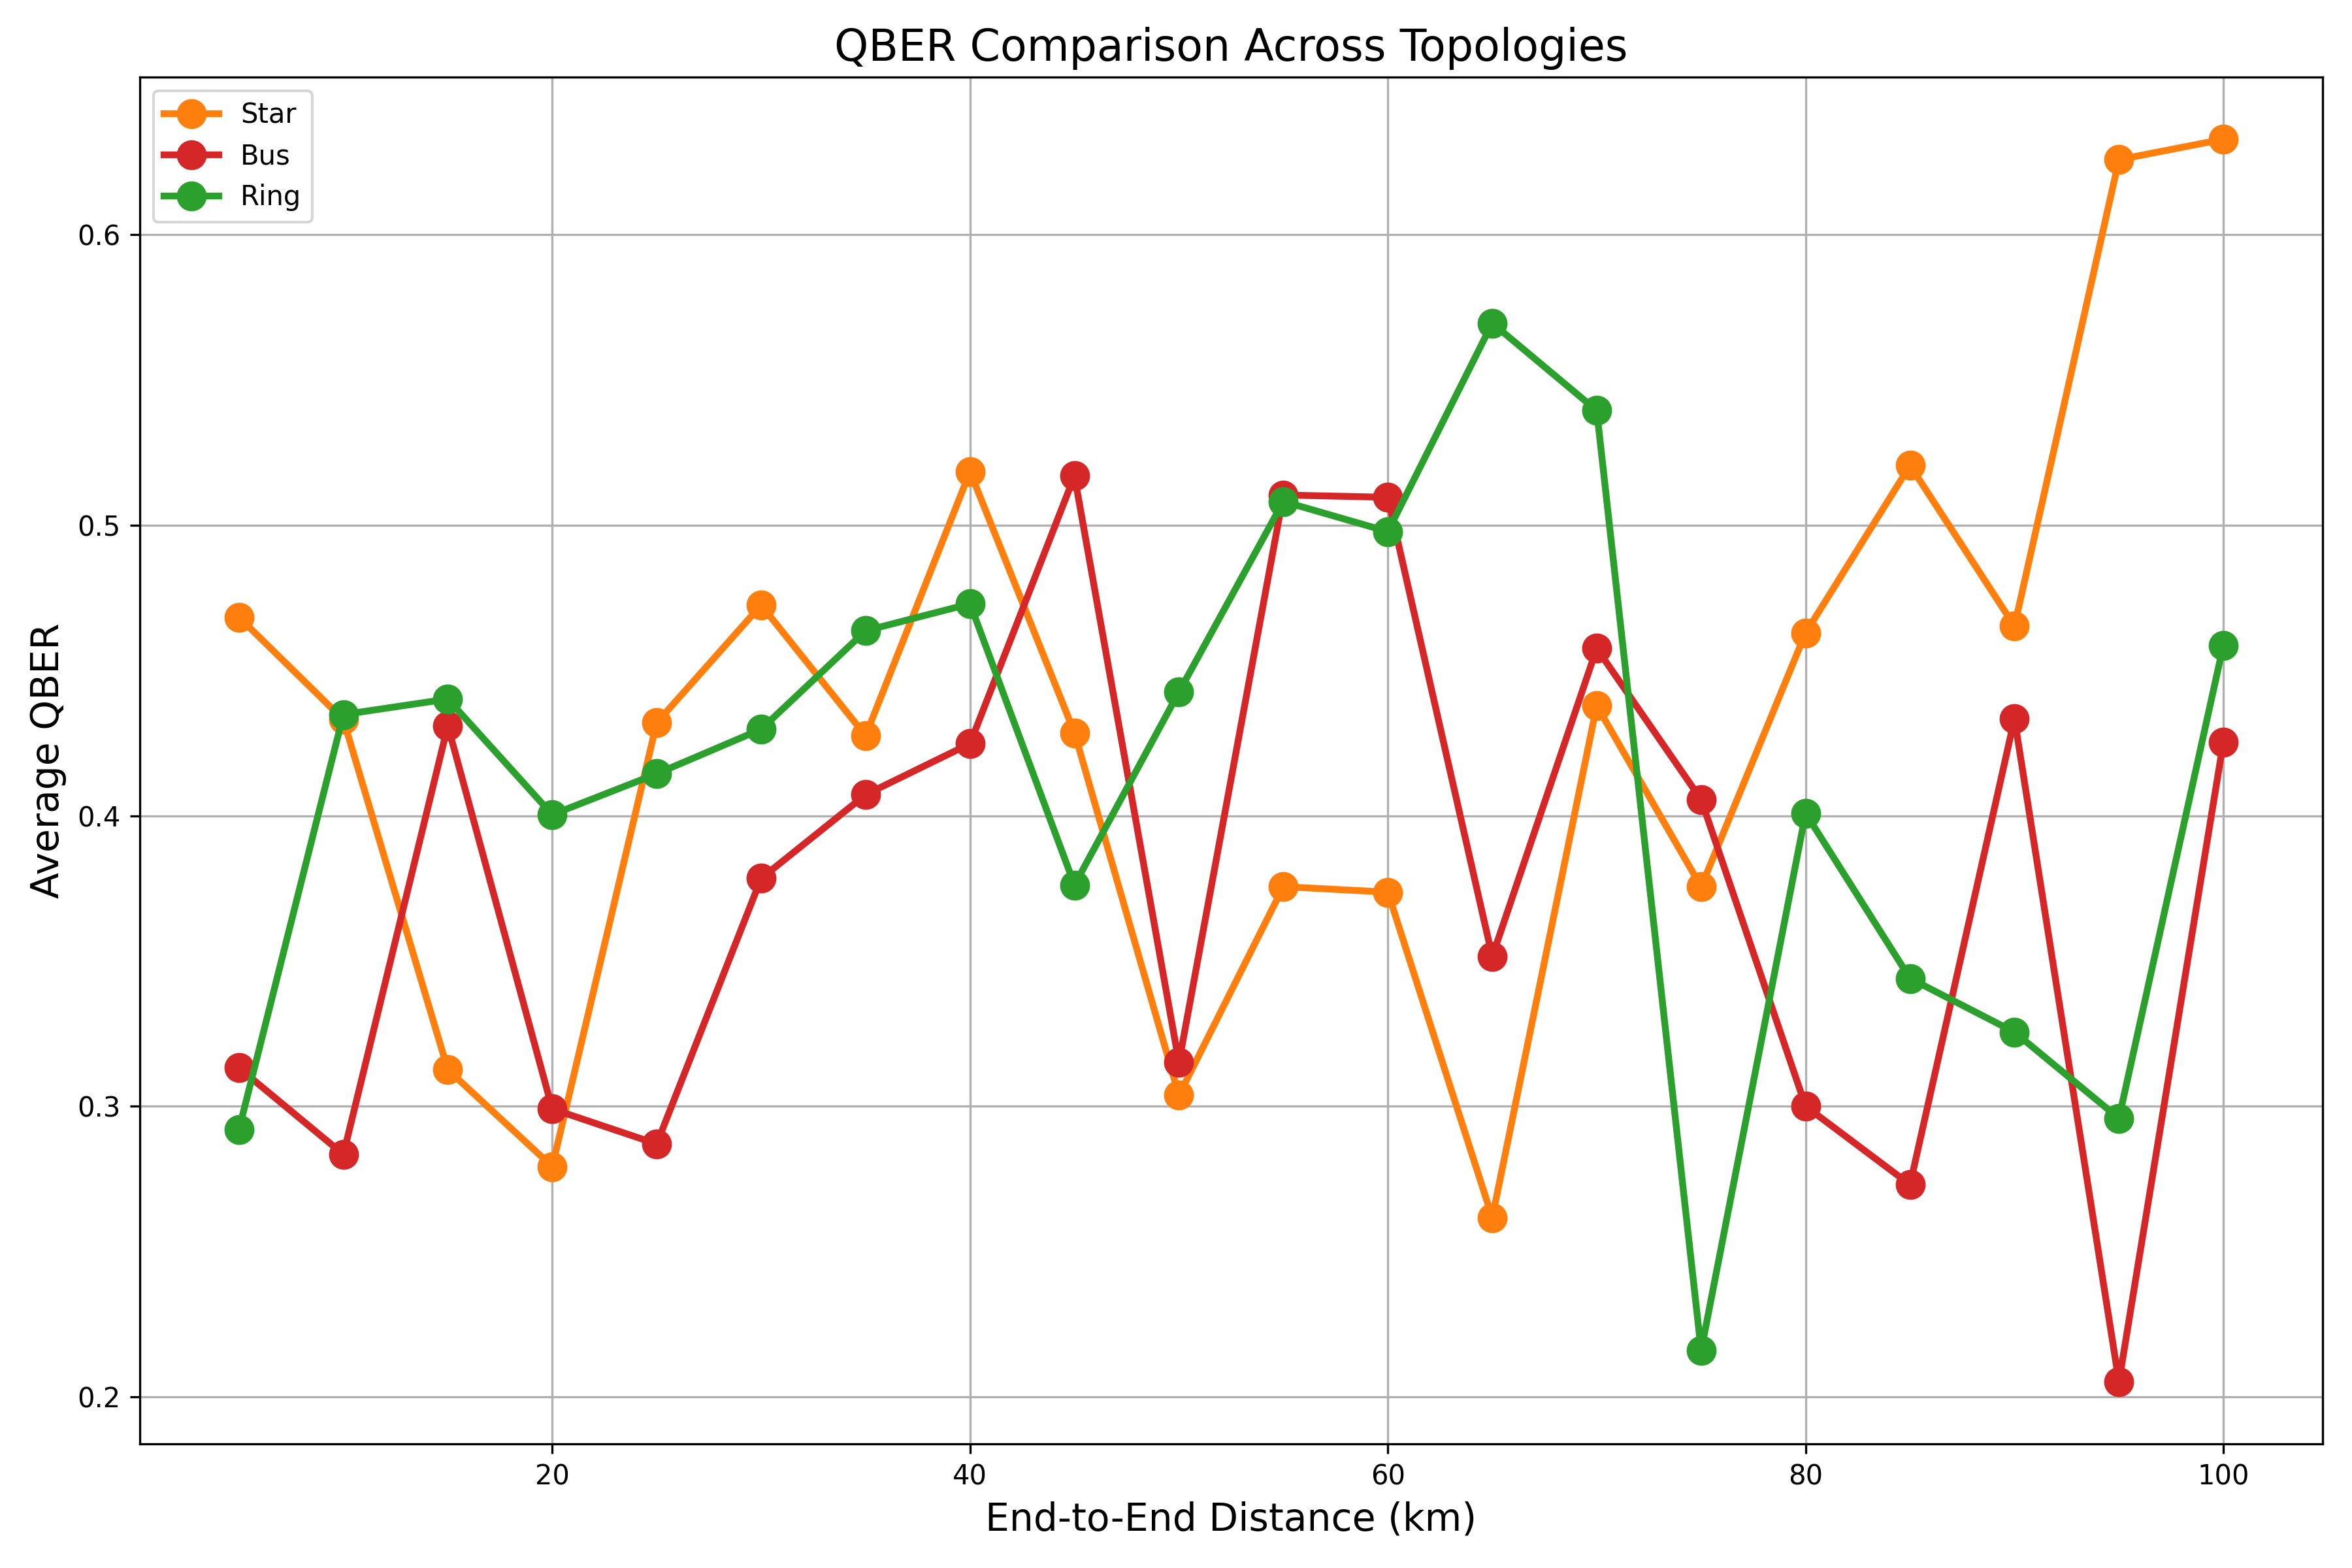 QBER Comparison Across Topologies
Star
Bus
Ring
0.6
0.5
0.4
0.3
0.2
Average QBER
20 40 60 80 100
End-to-End Distance (km)